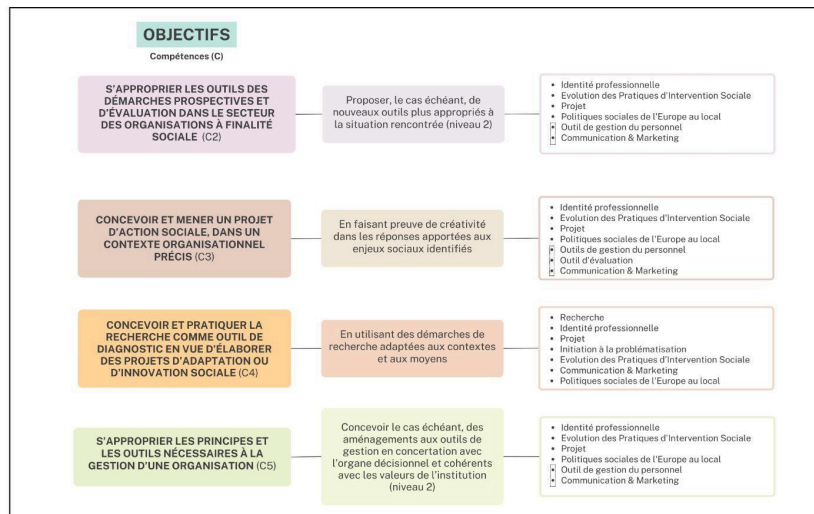 OBJECTIFS
Compétences (C)
S'APPROPRIER LES OUTILS DES
DÉMARCHES PROSPECTIVES ET
D'ÉVALUATION DANS LE SECTEUR
DES ORGANISATIONS À FINALITÉ
SOCIALE (C2)
Proposer, le cas échéant, de
nouveaux outils plus appropriés à
la situation rencontrée (niveau 2)
• Identité professionnelle
• Evolution des Pratiques d'Intervention Sociale
• Projet
• Politiques sociales de l'Europe au local
• Outil de gestion du personnel
• Communication & Marketing
CONCEVOIR ET MENER UN PROJET
D'ACTION SOCIALE, DANS UN
CONTEXTE ORGANISATIONNEL
PRÉCIS (C3)
En faisant preuve de créativité
dans les réponses apportées aux
enjeux sociaux identifiés
• Identité professionnelle
• Evolution des Pratiques d'Intervention Sociale
• Projet
• Politiques sociales de l'Europe au local
• Outils de gestion du personnel
• Outil d'évaluation
• Communication & Marketing
CONCEVOIR ET PRATIQUER LA
RECHERCHE COMME OUTIL DE
DIAGNOSTIC EN VUE D'ÉLABORER
DES PROJETS D'ADAPTATION OU
D'INNOVATION SOCIALE (C4)
En utilisant des démarches de
recherche adaptées aux contextes
et aux moyens
• Recherche
• Identité professionnelle
• Projet
• Initiation à la problématisation
• Evolution des Pratiques d'Intervention Sociale
• Communication & Marketing
• Politiques sociales de l'Europe au local
S'APPROPRIER LES PRINCIPES ET
LES OUTILS NÉCESSAIRES À LA
GESTION D'UNE ORGANISATION (C5)
Concevoir le cas échéant, des
aménagements aux outils de
gestion en concertation avec
l'organe décisionnel et cohérents
avec les valeurs de l'institution
(niveau 2)
• Identité professionnelle
• Evolution des Pratiques d'Intervention Sociale
• Projet
• Politiques sociales de l'Europe au local
• Outil de gestion du personnel
• Communication & Marketing